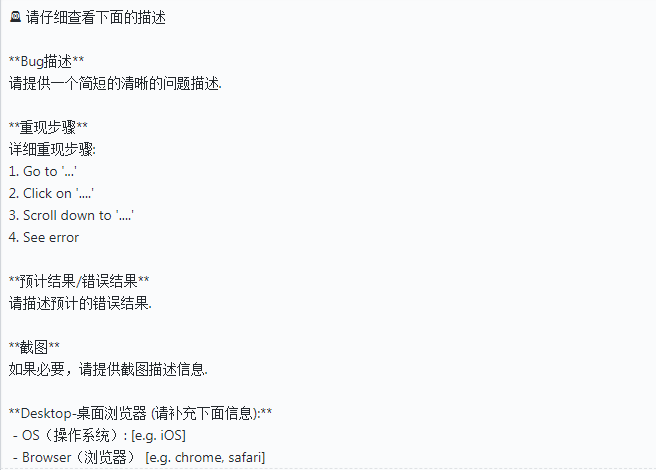 🚨 请仔细查看下面的描述
**Bug描述**
请提供一个简短的清晰的问题描述.
**重现步骤**
详细重现步骤:
1. Go to '...'
2. Click on '....'
3. Scroll down to '....'
4. See error
**预计结果/错误结果**
请描述预计的错误结果.
**截图**
如果必要，请提供截图描述信息.
**Desktop-桌面浏览器 (请补充下面信息):**
- OS（操作系统）: [e.g. iOS]
- Browser（浏览器） [e.g. chrome, safari]